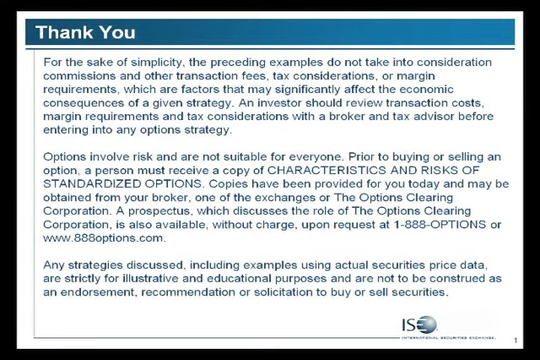 Thank You
For the sake of simplicity, the preceding examples do not take into consideration
commissions and other transaction fees, tax considerations, or margin
requirements, which are factors that may significantly affect the economic
consequences of a given strategy. An investor should review transaction costs,
margin requirements and tax considerations with a broker and tax advisor before
entering into any options strategy.
Options involve risk and are not suitable for everyone. Prior to buying or selling an
option, a person must receive a copy of CHARACTERISTICS AND RISKS OF
STANDARDIZED OPTIONS. Copies have been provided for you today and may be
obtained from your broker, one of the exchanges or The Options Clearing
Corporation. A prospectus, which discusses the role of The Options Clearing
Corporation, is also available, without charge, upon request at 1-888-OPTIONS or
www.888options.com.
Any strategies discussed, including examples using actual securities price data,
are strictly for illustrative and educational purposes and are not to be construed as
an endorsement, recommendation or solicitation to buy or sell securities.
ISE
INTERNATIONAL SECURITIES EXCHANGE.
1